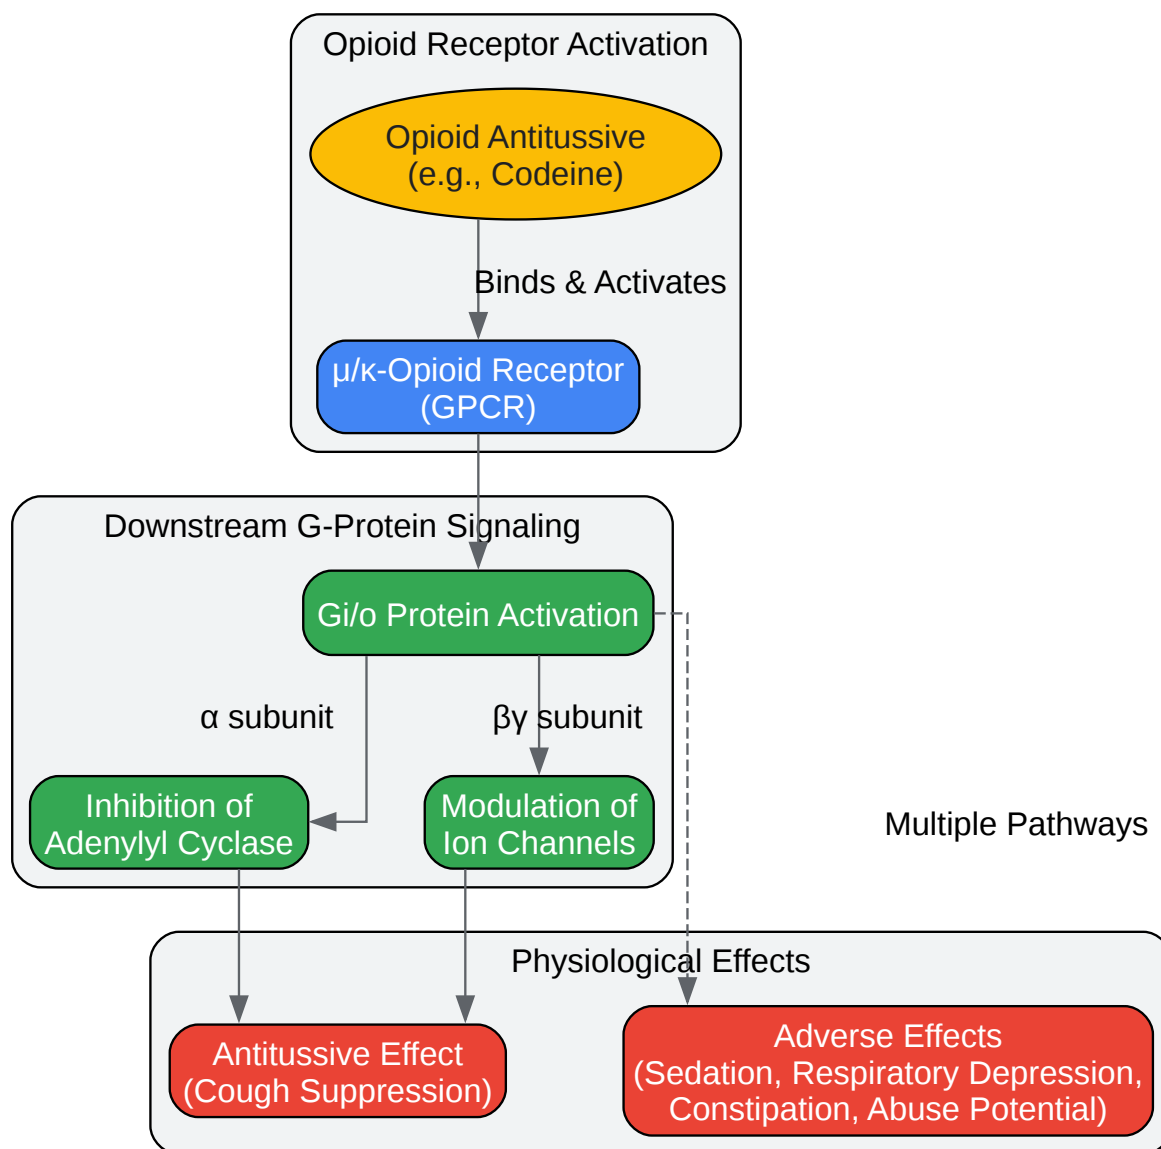 Opioid Receptor Activation
Opioid Antitussive
(e.g., Codeine)
Binds & Activates
μ/κ-Opioid Receptor
(GPCR)
Downstream G-Protein Signaling
Gi/o Protein Activation
α subunit
βγ subunit
Inhibition of
Adenylyl Cyclase
Modulation of
Ion Channels
Multiple Pathways
Physiological Effects
Antitussive Effect
(Cough Suppression)
Adverse Effects
(Sedation, Respiratory Depression,
Constipation, Abuse Potential)